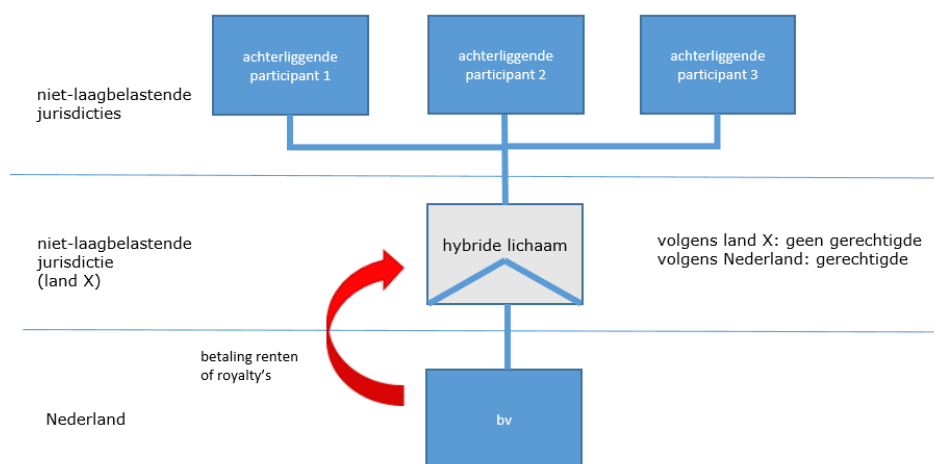 achterliggende
participant 1
achterliggende
participant 2
achterliggende
participant 3
niet-laagbelastende
jurisdicties
niet-laagbelastende
jurisdictie
(land X)
hybride lichaam
volgens land X: geen gerechtigde
volgens Nederland: gerechtigde
betaling renten
of royalty's
Nederland
bv